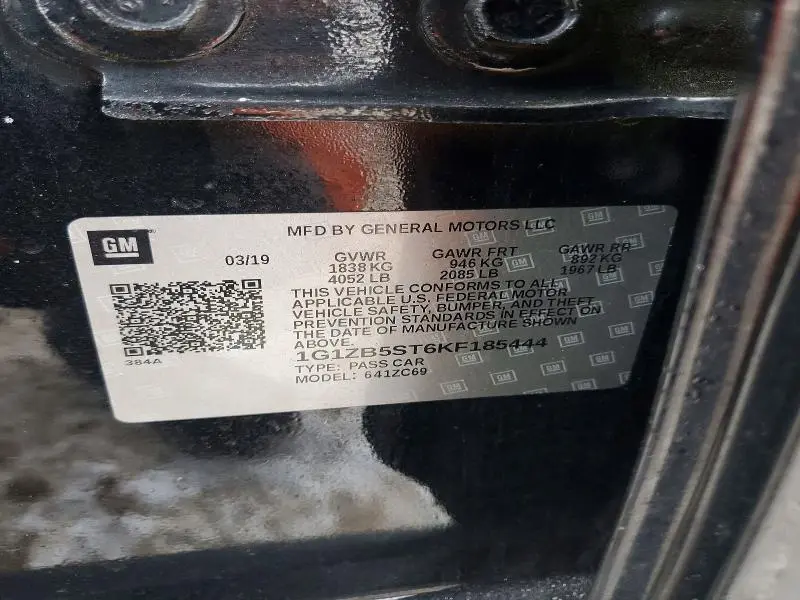 GM
MFD BY GENERAL MOTORS LLC
03/19
GVWR GAWR FRT GAWR RR
1838 KG 946 KG 892 KG
4052 LB 2085 LB 1967 LB
THIS VEHICLE CONFORMS TO ALL
APPLICABLE U.S. FEDERAL MOTOR
VEHICLE SAFETY, BUMPER, AND THEFT
PREVENTION STANDARDS IN EFFECT ON
THE DATE OF MANUFACTURE SHOWN
ABOVE.
1G1ZB5ST6KF185444
TYPE: PASS CAR
MODEL: 641ZC69
384A